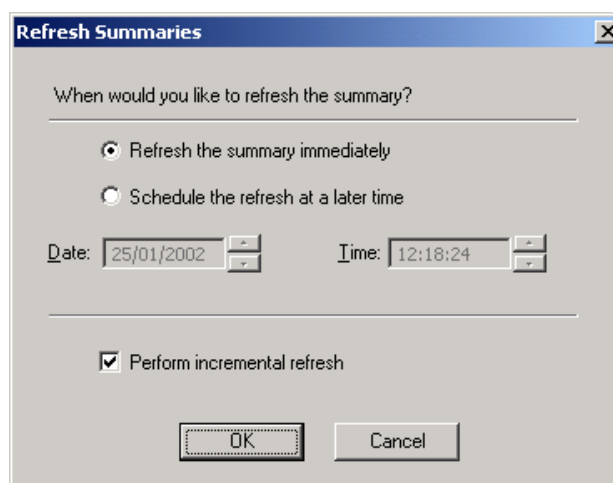 Refresh Summaries
When would you like to refresh the summary?
Refresh the summary immediately
Schedule the refresh at a later time
Date: 25/01/2002 Time: 12:18:24
Perform incremental refresh
OK Cancel